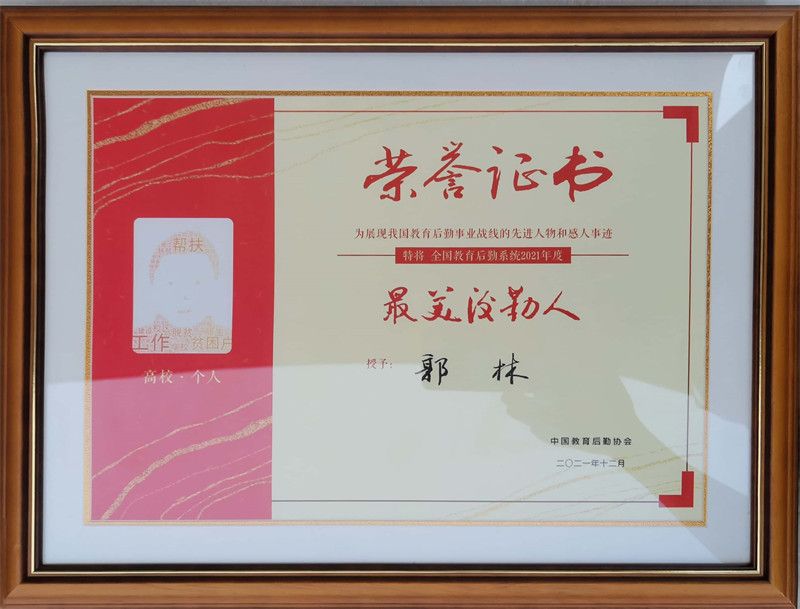 荣誉证书
为展现我国教育后勤事业战线的先进人物和感人事迹
特将 全国教育后勤系统2021年度
最美后勤人
授予：
郭 林
中国教育后勤协会
二〇二一年十二月
帮扶
工作
贫困户
高校·个人